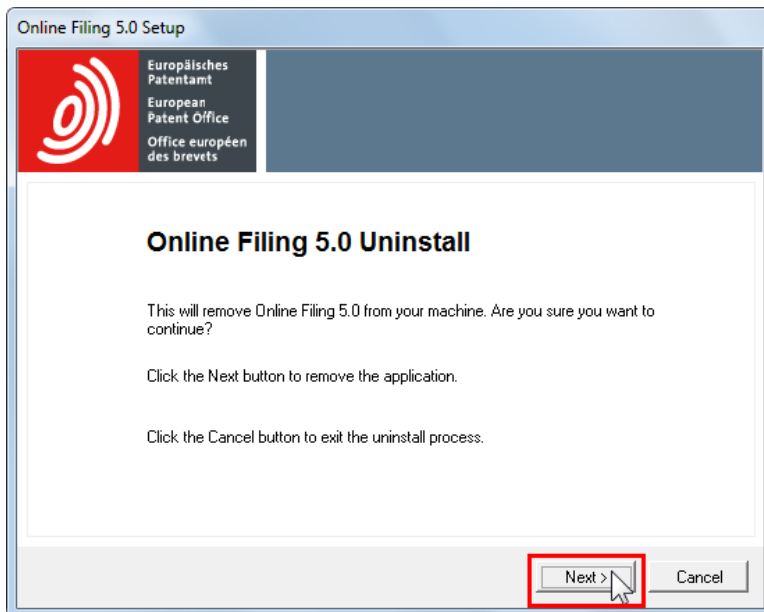 Online Filing 5.0 Setup
Europäisches
Patentamt
European
Patent Office
Office européen
des brevets
Online Filing 5.0 Uninstall
This will remove Online Filing 5.0 from your machine. Are you sure you want to
continue?
Click the Next button to remove the application.
Click the Cancel button to exit the uninstall process.
Next >
Cancel